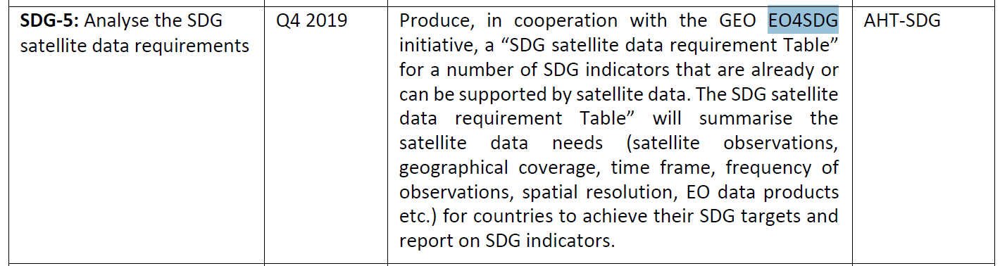 SDG-5: Analyse the SDG
satellite data requirements
Q4 2019
Produce, in cooperation with the GEO EO4SDG
initiative, a “SDG satellite data requirement Table”
for a number of SDG indicators that are already or
can be supported by satellite data. The SDG satellite
data requirement Table” will summarise the
satellite data needs (satellite observations,
geographical coverage, time frame, frequency of
observations, spatial resolution, EO data products
etc.) for countries to achieve their SDG targets and
report on SDG indicators.
AHT-SDG